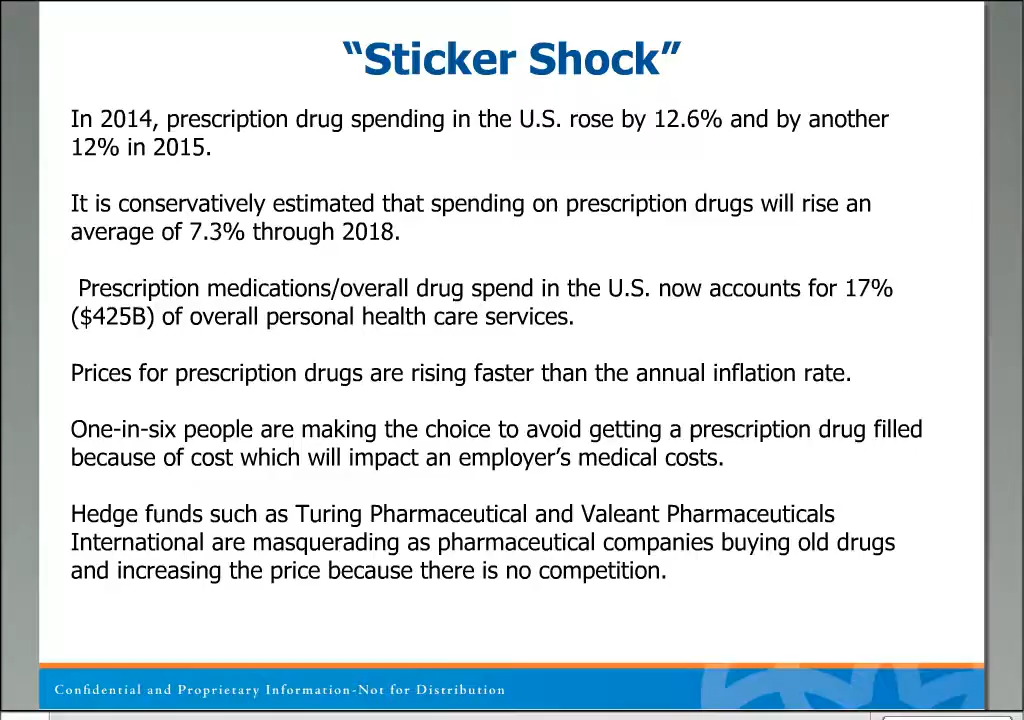 “Sticker Shock”
In 2014, prescription drug spending in the U.S. rose by 12.6% and by another
12% in 2015.
It is conservatively estimated that spending on prescription drugs will rise an
average of 7.3% through 2018.
Prescription medications/overall drug spend in the U.S. now accounts for 17%
($425B) of overall personal health care services.
Prices for prescription drugs are rising faster than the annual inflation rate.
One-in-six people are making the choice to avoid getting a prescription drug filled
because of cost which will impact an employer’s medical costs.
Hedge funds such as Turing Pharmaceutical and Valeant Pharmaceuticals
International are masquerading as pharmaceutical companies buying old drugs
and increasing the price because there is no competition.
Confidential and Proprietary Information-Not for Distribution